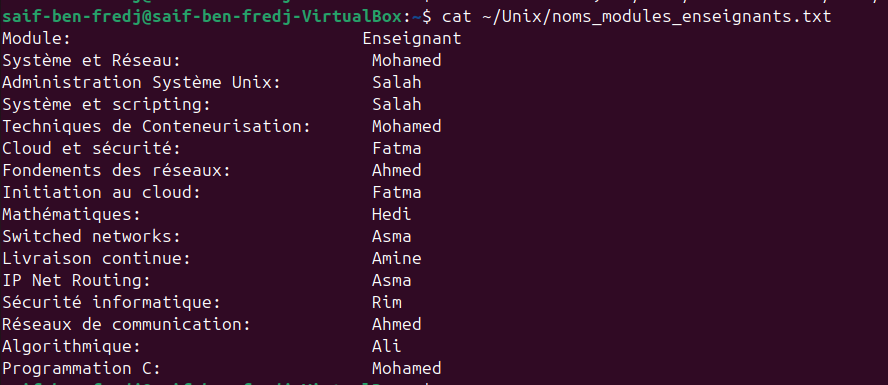 saif-ben-fredj@saif-ben-fredj-VirtualBox:~$ cat ~/Unix/noms_modules_enseignants.txt
Module: Enseignant
Système et Réseau: Mohamed
Administration Système Unix: Salah
Système et scripting: Salah
Techniques de Conteneurisation: Mohamed
Cloud et sécurité: Fatma
Fondements des réseaux: Ahmed
Initiation au cloud: Fatma
Mathématiques: Hedi
Switched networks: Asma
Livraison continue: Amine
IP Net Routing: Asma
Sécurité informatique: Rim
Réseaux de communication: Ahmed
Algorithmique: Ali
Programmation C: Mohamed